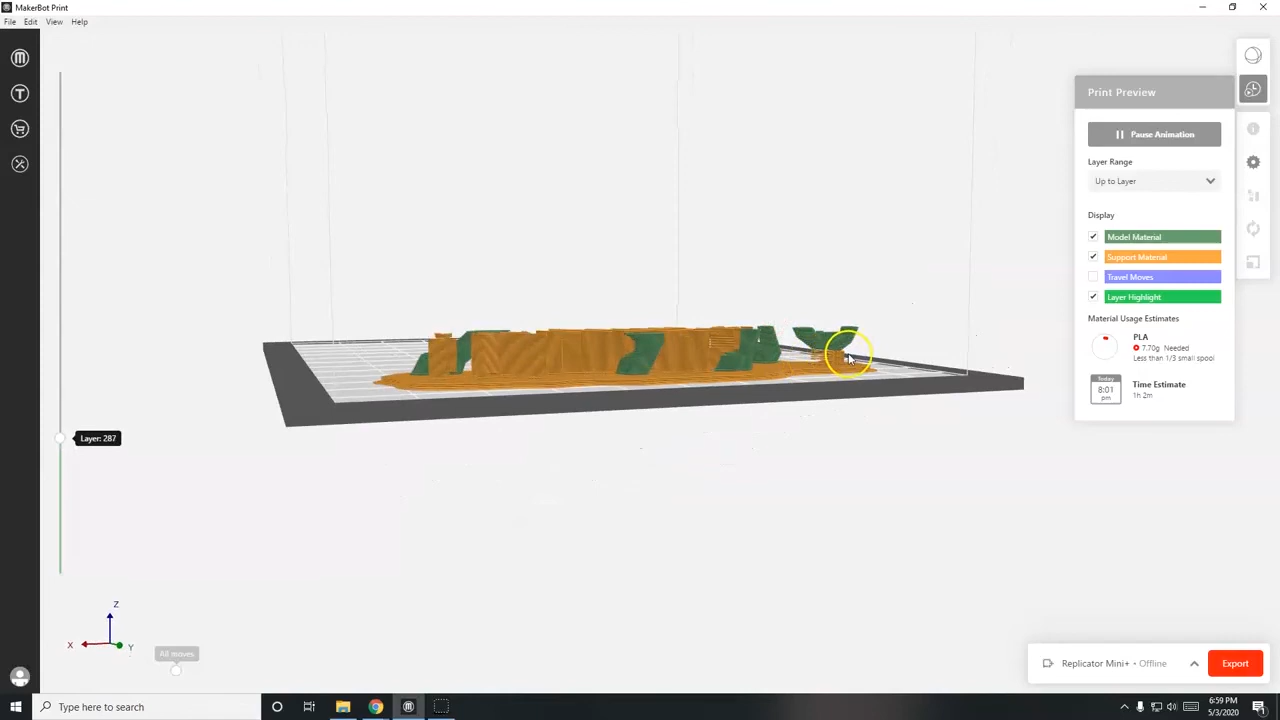 MakerBot Print
File Edit View Help
Print Preview
Pause Animation
Layer Range
Up to Layer
Display
Model Material
Support Material
Travel Moves
Layer Highlight
Material Usage Estimates
PLA
7.70g Needed
Less than 1/3 small spool
Today
8:01
pm
Time Estimate
1h 2m
Layer: 287
Z
X
Y
All moves
Replicator Mini+ • Offline
Export
Type here to search
6:59 PM
5/3/2020
1